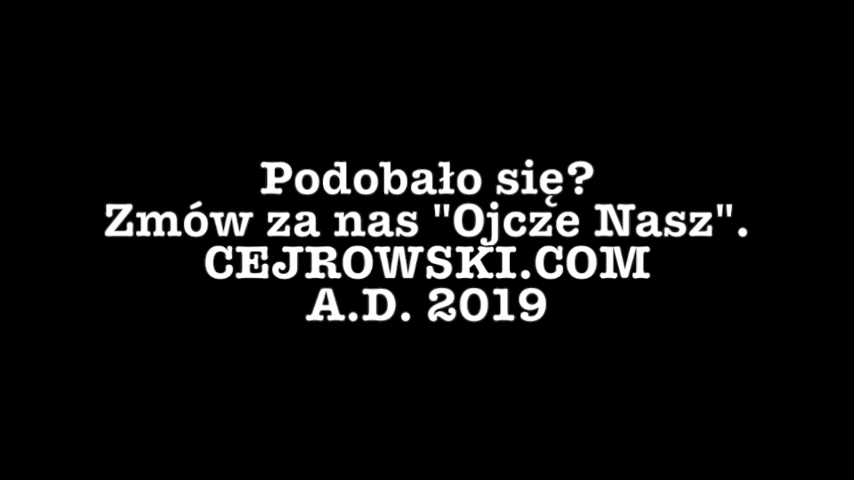 Podobało się?
Zmów za nas "Ojcze Nasz".
CEJROWSKI.COM
A.D. 2019